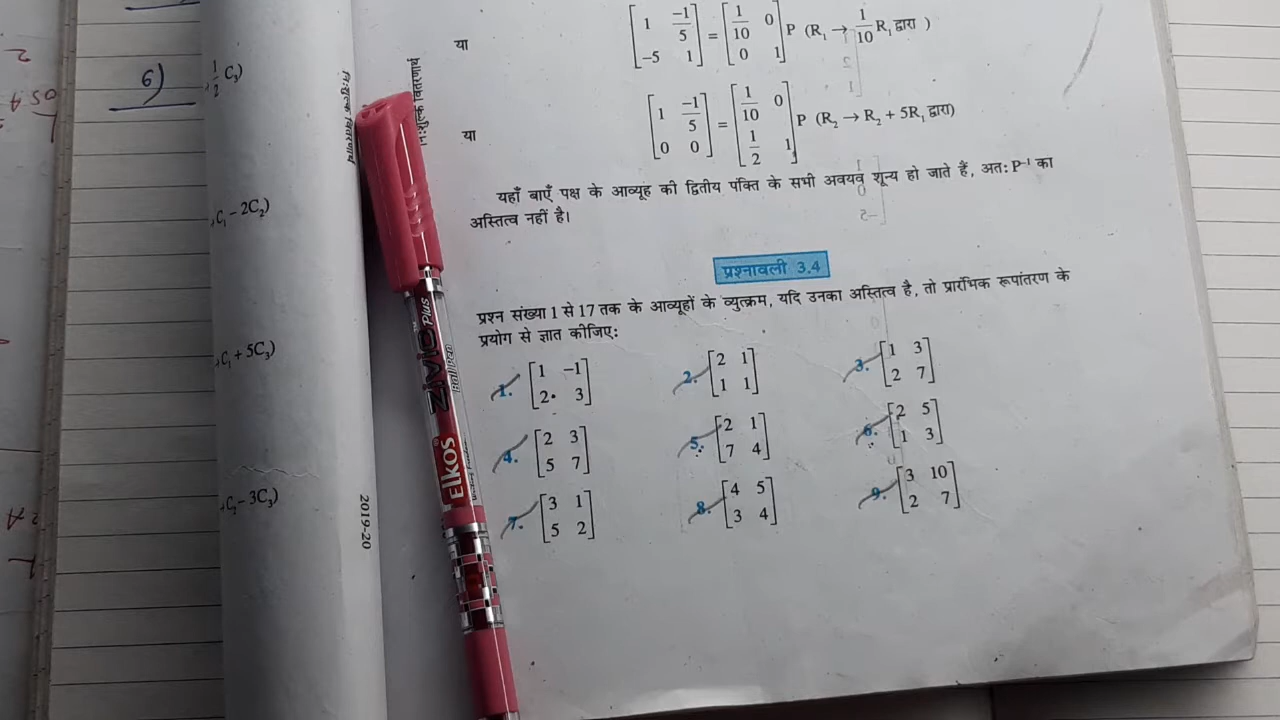 या [1 -1/5; -5 1] = [1/10 0; 0 1] P (R₁ → 1/10 R₁ द्वारा )
या [1 -1/5; 0 0] = [1/10 0; 1/2 1] P (R₂ → R₂ + 5R₁ द्वारा)
यहाँ बाएँ पक्ष के आव्यूह की द्वितीय पंक्ति के सभी अवयव शून्य हो जाते हैं, अत: P⁻¹ का
अस्तित्व नहीं है।
प्रश्नावली 3.4
प्रश्न संख्या 1 से 17 तक के आव्यूहों के व्युत्क्रम, यदि उनका अस्तित्व है, तो प्रारंभिक रूपांतरण के
प्रयोग से ज्ञात कीजिए:
1. [1 -1; 2 3] 2. [2 1; 1 1] 3. [1 3; 2 7]
4. [2 3; 5 7] 5. [2 1; 7 4] 6. [2 5; 1 3]
7. [3 1; 5 2] 8. [4 5; 3 4] 9. [3 10; 2 7]
6)
1/2 C₃)
C₁ – 2C₂)
C₁ + 5C₃)
– 3C₃)
नि:शुल्क वितरणार्थ
2019-20
नि:शुल्क वितरणार्थ
Elkos ZiViC Plus